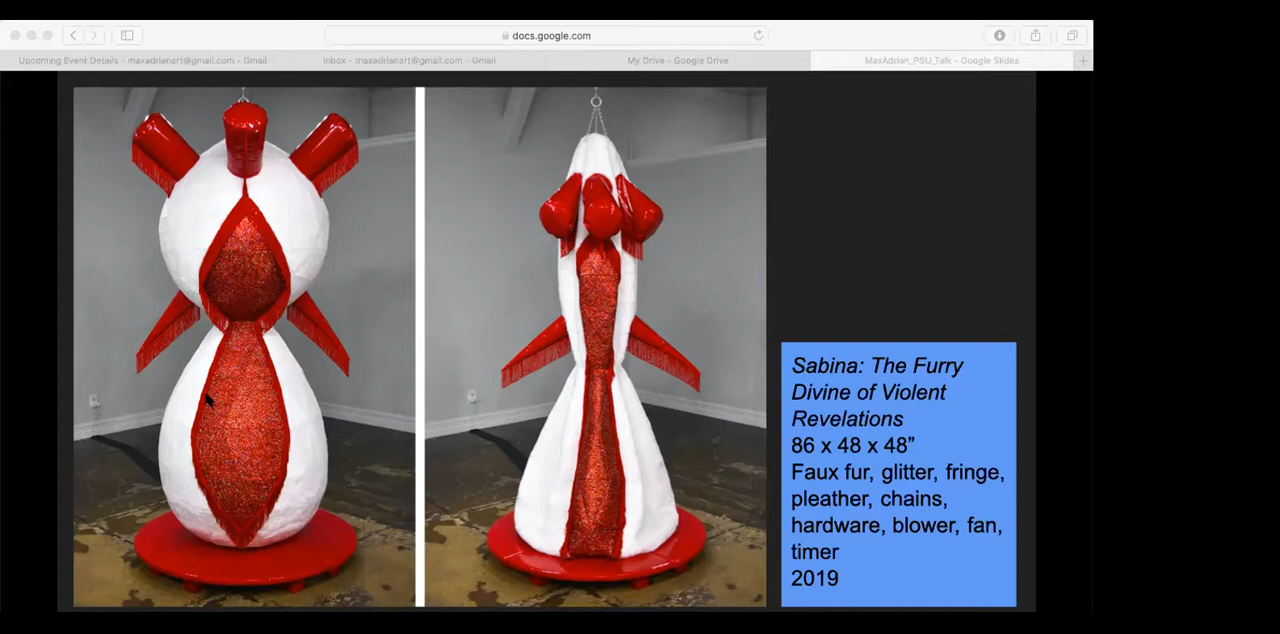 docs.google.com
Upcoming Event Details - maxadrianart@gmail.com - Gmail
Inbox - maxadrianart@gmail.com - Gmail
My Drive - Google Drive
MaxAdrian_PSU_Talk - Google Slides
Sabina: The Furry
Divine of Violent
Revelations
86 x 48 x 48”
Faux fur, glitter, fringe,
pleather, chains,
hardware, blower, fan,
timer
2019